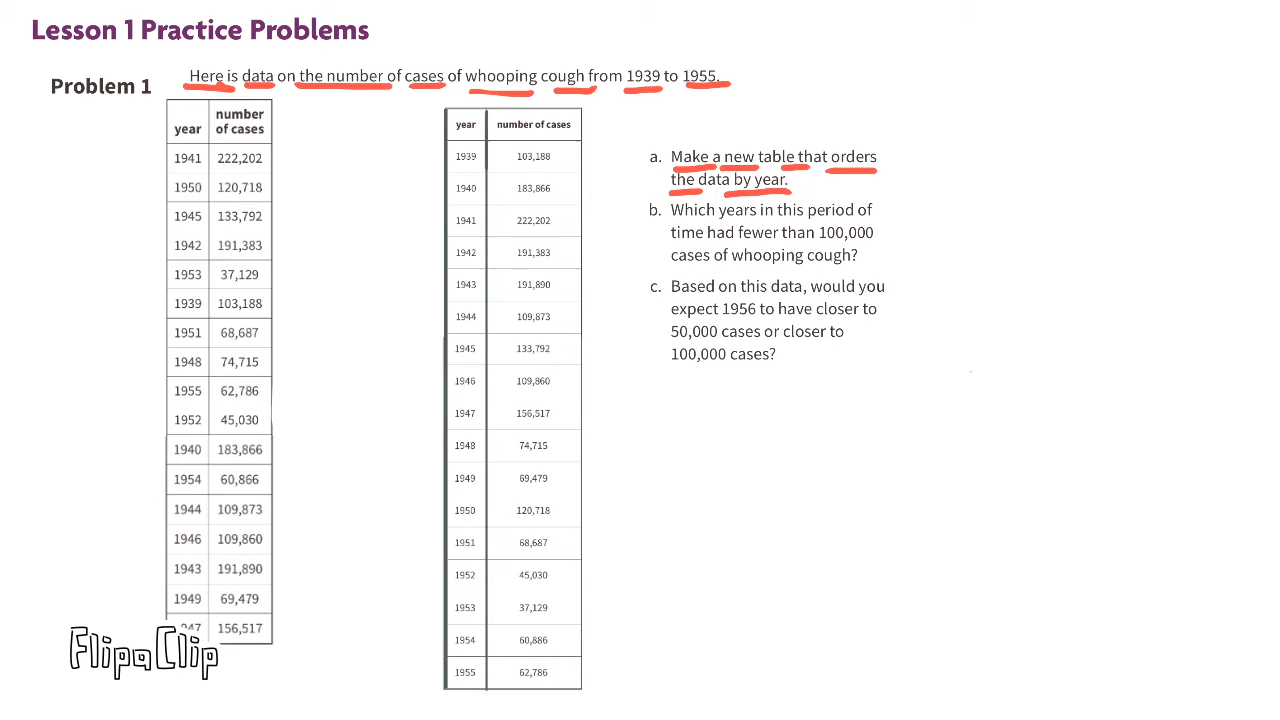 Lesson 1 Practice Problems
Problem 1
Here is data on the number of cases of whooping cough from 1939 to 1955.
year number of cases
1941 222,202
1950 120,718
1945 133,792
1942 191,383
1953 37,129
1939 103,188
1951 68,687
1948 74,715
1955 62,786
1952 45,030
1940 183,866
1954 60,866
1944 109,873
1946 109,860
1943 191,890
1949 69,479
47 156,517
FlipaClip
year number of cases
1939 103,188
1940 183,866
1941 222,202
1942 191,383
1943 191,890
1944 109,873
1945 133,792
1946 109,860
1947 156,517
1948 74,715
1949 69,479
1950 120,718
1951 68,687
1952 45,030
1953 37,129
1954 60,886
1955 62,786
a. Make a new table that orders
the data by year.
b. Which years in this period of
time had fewer than 100,000
cases of whooping cough?
c. Based on this data, would you
expect 1956 to have closer to
50,000 cases or closer to
100,000 cases?